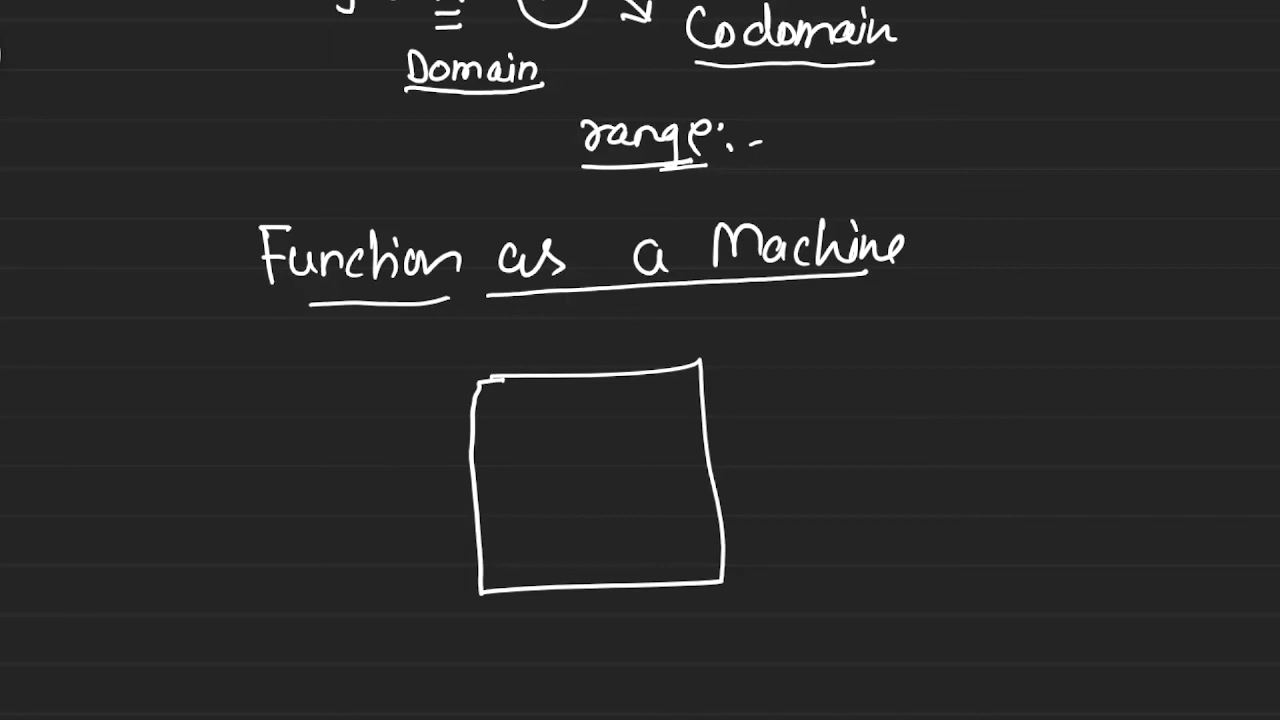 Codomain
Domain
range:-
Function as a Machine